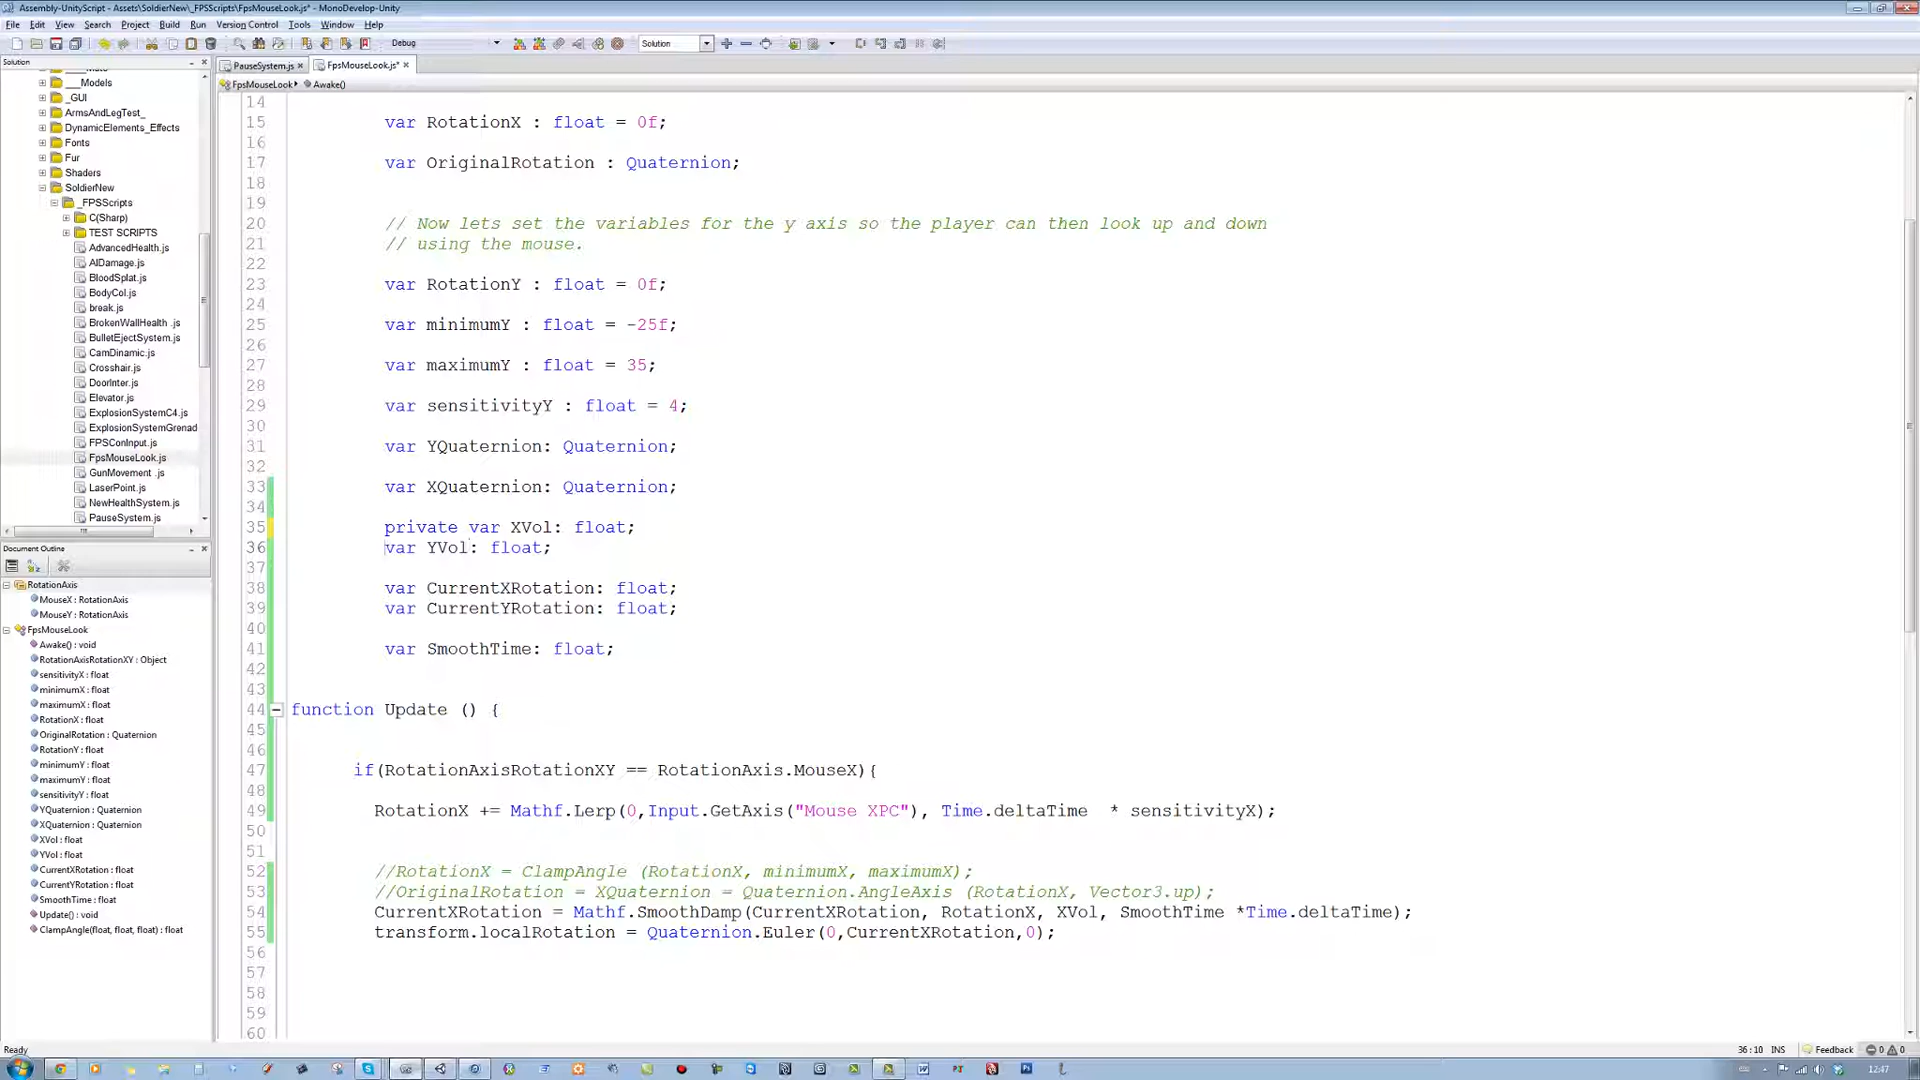 Assembly-UnityScript - Assets\SoldierNew\_FPSScripts\FpsMouseLook.js* - MonoDevelop-Unity
File Edit View Search Project Build Run Version Control Tools Window Help
Debug
Solution
Solution
___Models
_GUI
ArmsAndLegTest_
DynamicElements_Effects
Fonts
Fur
Shaders
SoldierNew
_FPSScripts
C(Sharp)
TEST SCRIPTS
AdvancedHealth.js
AIDamage.js
BloodSplat.js
BodyCol.js
break.js
BrokenWallHealth .js
BulletEjectSystem.js
CamDinamic.js
Crosshair.js
DoorInter.js
Elevator.js
ExplosionSystemC4.js
ExplosionSystemGrenad
FPSConInput.js
FpsMouseLook.js
GunMovement .js
LaserPoint.js
NewHealthSystem.js
PauseSystem.js
Document Outline
RotationAxis
MouseX : RotationAxis
MouseY : RotationAxis
FpsMouseLook
Awake() : void
RotationAxisRotationXY : Object
sensitivityX : float
minimumX : float
maximumX : float
RotationX : float
OriginalRotation : Quaternion
RotationY : float
minimumY : float
maximumY : float
sensitivityY : float
YQuaternion : Quaternion
XQuaternion : Quaternion
XVol : float
YVol : float
CurrentXRotation : float
CurrentYRotation : float
SmoothTime : float
Update() : void
ClampAngle(float, float, float) : float
PauseSystem.js FpsMouseLook.js*
FpsMouseLook Awake()
14
15 var RotationX : float = 0f;
16
17 var OriginalRotation : Quaternion;
18
19
20 // Now lets set the variables for the y axis so the player can then look up and down
21 // using the mouse.
22
23 var RotationY : float = 0f;
24
25 var minimumY : float = -25f;
26
27 var maximumY : float = 35;
28
29 var sensitivityY : float = 4;
30
31 var YQuaternion: Quaternion;
32
33 var XQuaternion: Quaternion;
34
35 private var XVol: float;
36 var YVol: float;
37
38 var CurrentXRotation: float;
39 var CurrentYRotation: float;
40
41 var SmoothTime: float;
42
43
44 function Update () {
45
46
47 if(RotationAxisRotationXY == RotationAxis.MouseX){
48
49 RotationX += Mathf.Lerp(0,Input.GetAxis("Mouse XPC"), Time.deltaTime * sensitivityX);
50
51
52 //RotationX = ClampAngle (RotationX, minimumX, maximumX);
53 //OriginalRotation = XQuaternion = Quaternion.AngleAxis (RotationX, Vector3.up);
54 CurrentXRotation = Mathf.SmoothDamp(CurrentXRotation, RotationX, XVol, SmoothTime *Time.deltaTime);
55 transform.localRotation = Quaternion.Euler(0,CurrentXRotation,0);
56
57
58
59
60
Ready 36 : 10 INS Feedback 0 0
12:47